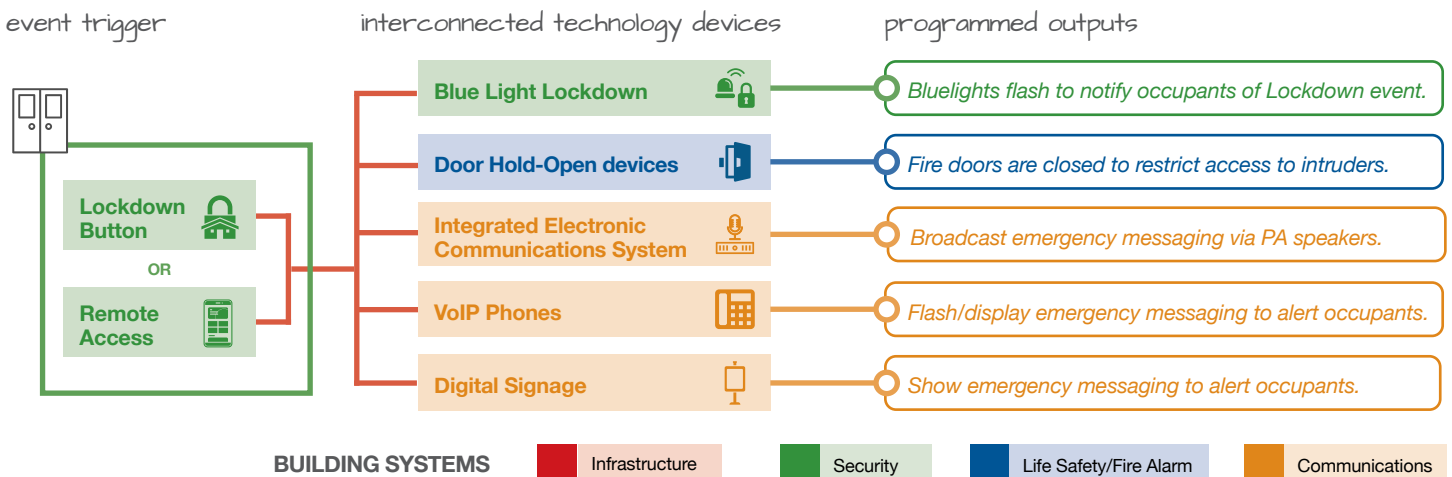 event trigger
interconnected technology devices
programmed outputs
Lockdown
Button
OR
Remote
Access
Blue Light Lockdown
Door Hold-Open devices
Integrated Electronic
Communications System
VoIP Phones
Digital Signage
Bluelights flash to notify occupants of Lockdown event.
Fire doors are closed to restrict access to intruders.
Broadcast emergency messaging via PA speakers.
Flash/display emergency messaging to alert occupants.
Show emergency messaging to alert occupants.
BUILDING SYSTEMS
Infrastructure
Security
Life Safety/Fire Alarm
Communications